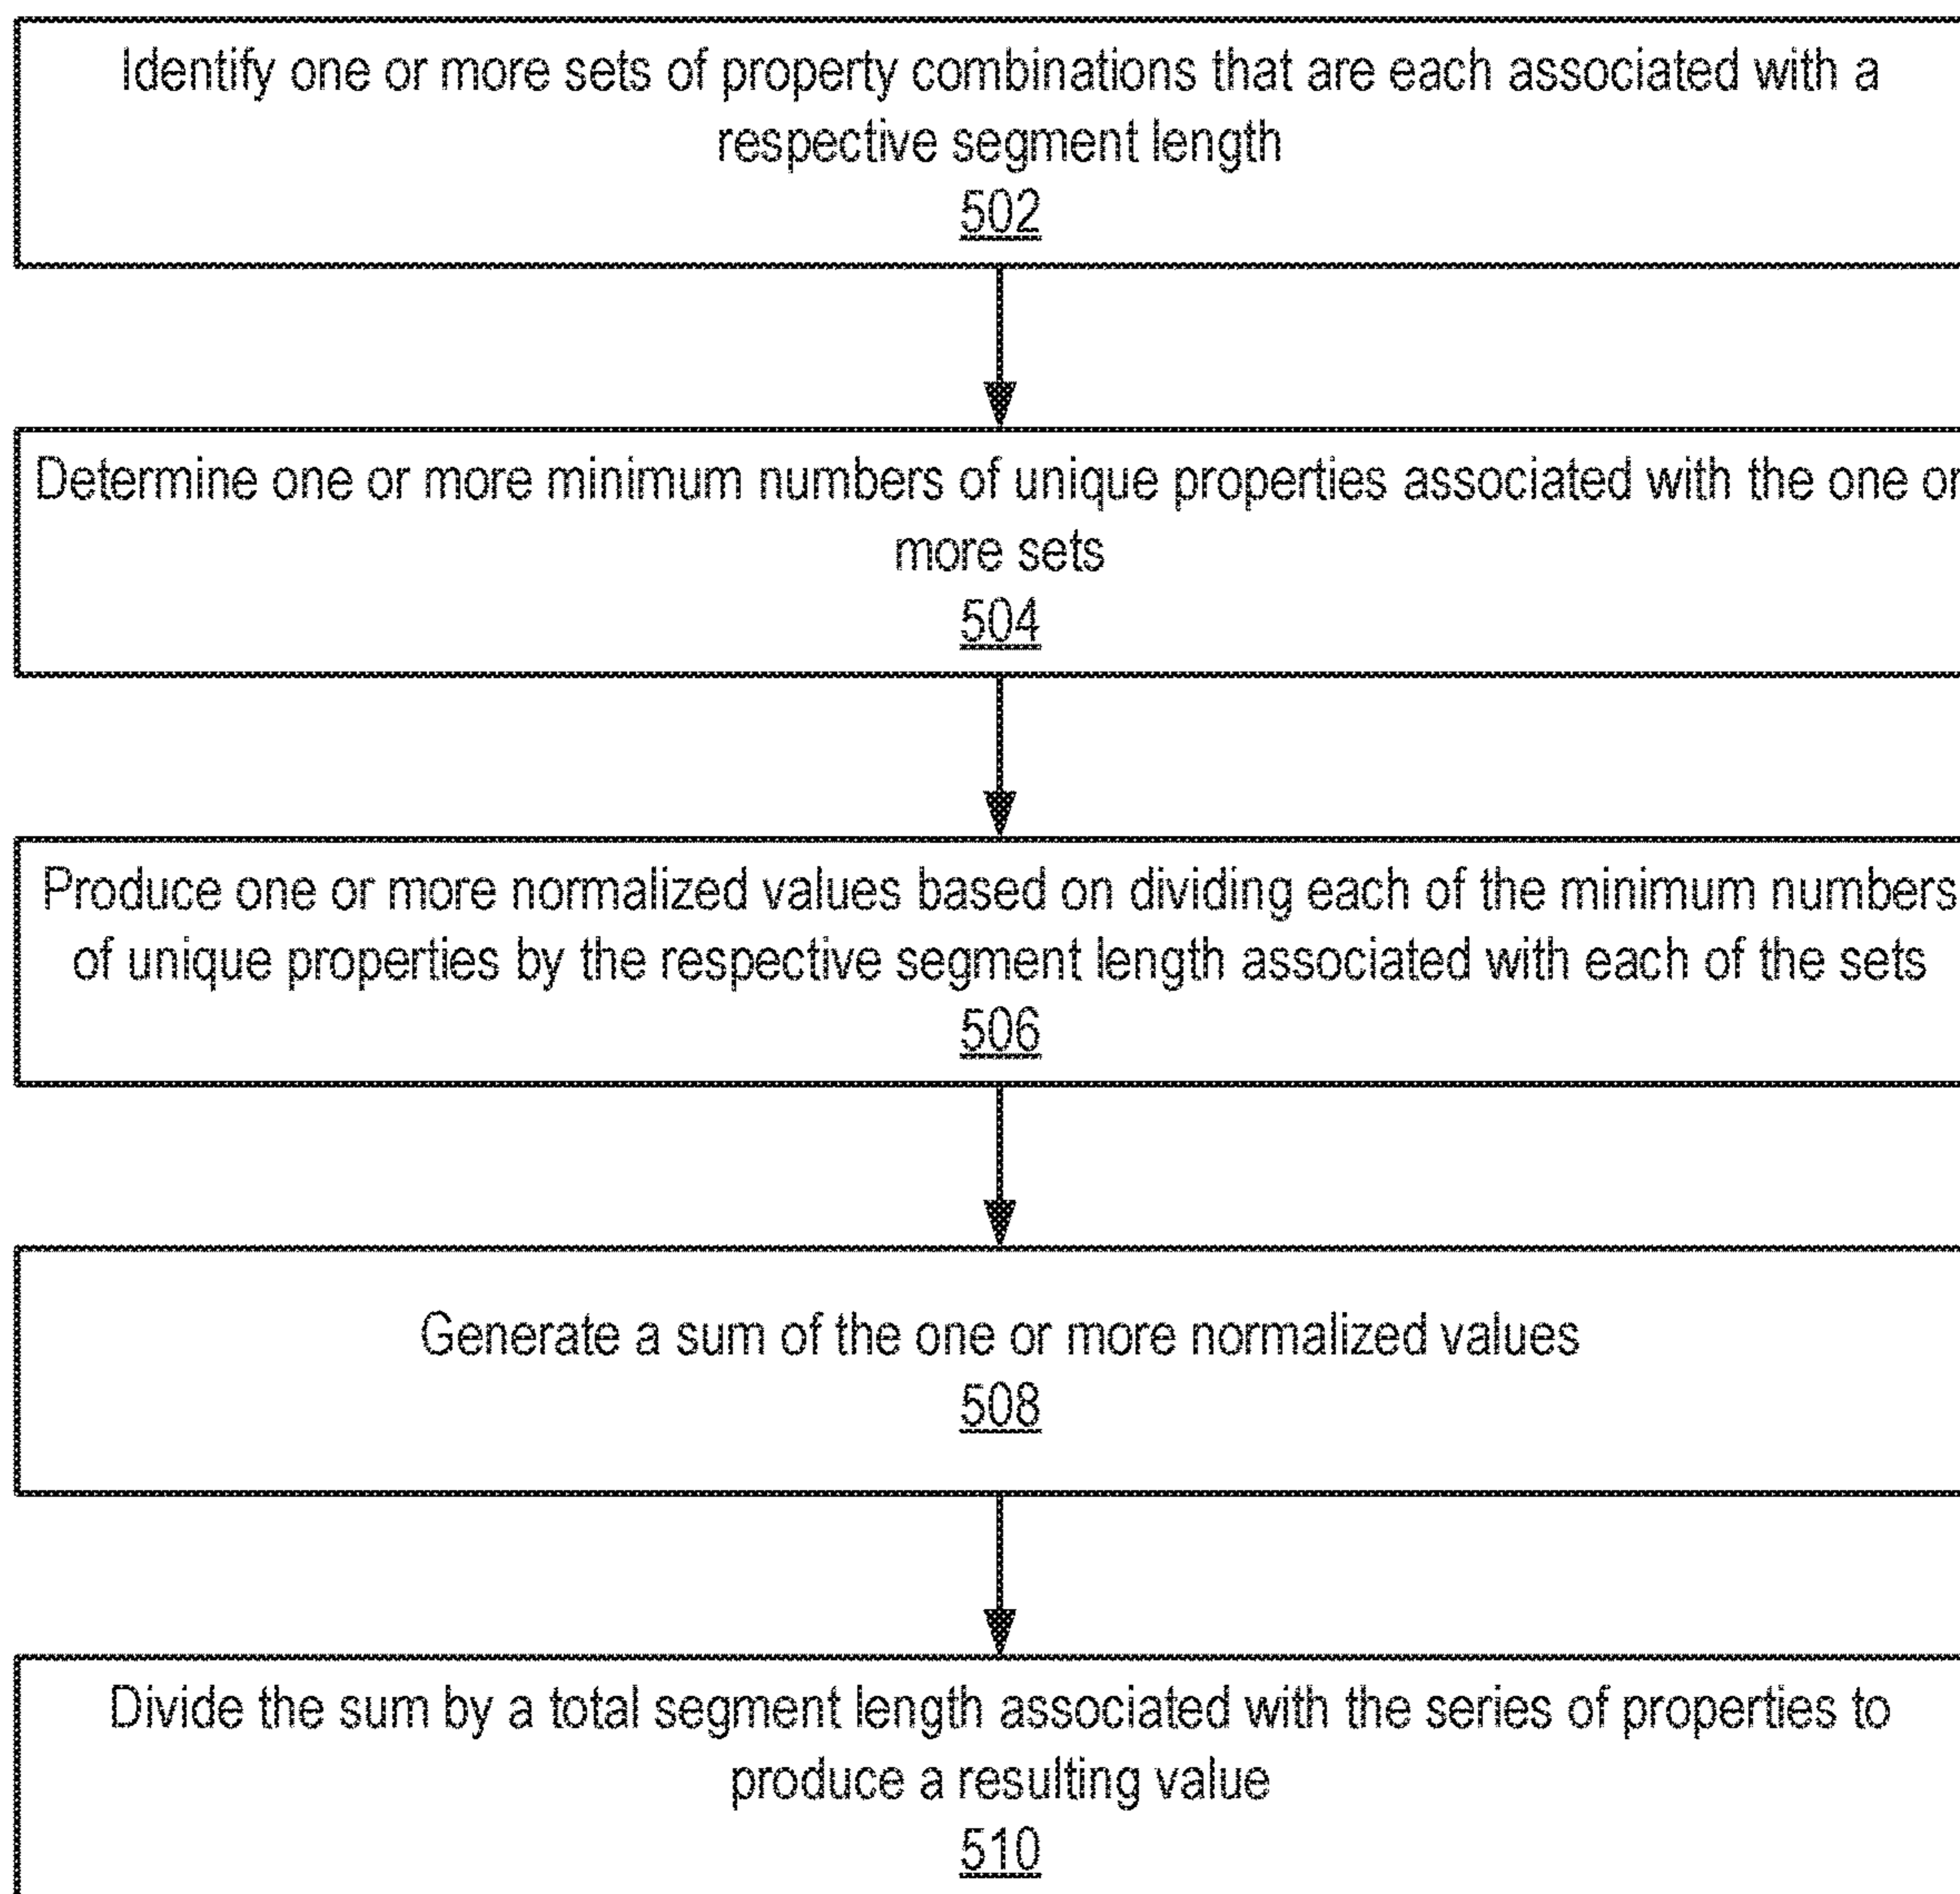 Identify one or more sets of property combinations that are each associated with a
respective segment length
502
Determine one or more minimum numbers of unique properties associated with the one or
more sets
504
Produce one or more normalized values based on dividing each of the minimum numbers
of unique properties by the respective segment length associated with each of the sets
506
Generate a sum of the one or more normalized values
508
Divide the sum by a total segment length associated with the series of properties to
produce a resulting value
510